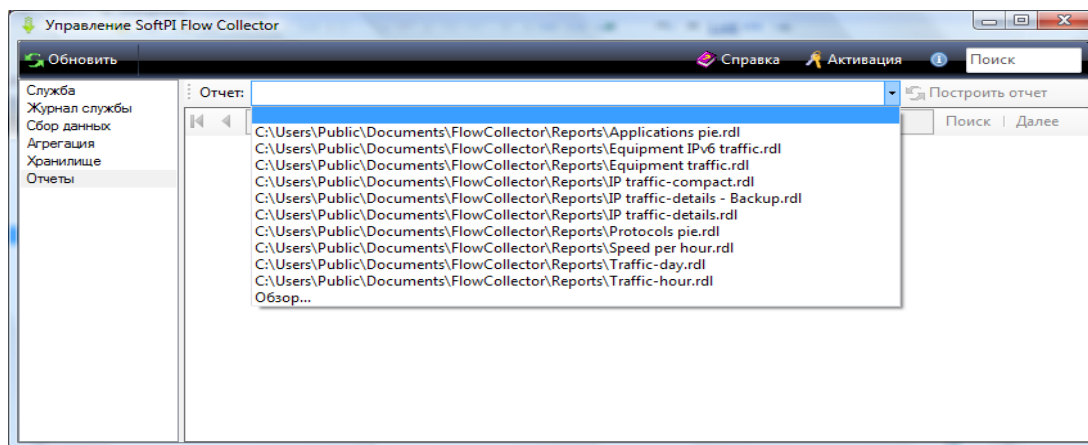 Управление SoftPI Flow Collector
Обновить
Справка
Активация
Поиск
Служба
Журнал службы
Сбор данных
Агрегация
Хранилище
Отчеты
Отчет:
Построить отчет
Поиск | Далее
C:\Users\Public\Documents\FlowCollector\Reports\Applications pie.rdl
C:\Users\Public\Documents\FlowCollector\Reports\Equipment IPv6 traffic.rdl
C:\Users\Public\Documents\FlowCollector\Reports\Equipment traffic.rdl
C:\Users\Public\Documents\FlowCollector\Reports\IP traffic-compact.rdl
C:\Users\Public\Documents\FlowCollector\Reports\IP traffic-details - Backup.rdl
C:\Users\Public\Documents\FlowCollector\Reports\IP traffic-details.rdl
C:\Users\Public\Documents\FlowCollector\Reports\Protocols pie.rdl
C:\Users\Public\Documents\FlowCollector\Reports\Speed per hour.rdl
C:\Users\Public\Documents\FlowCollector\Reports\Traffic-day.rdl
C:\Users\Public\Documents\FlowCollector\Reports\Traffic-hour.rdl
Обзор...